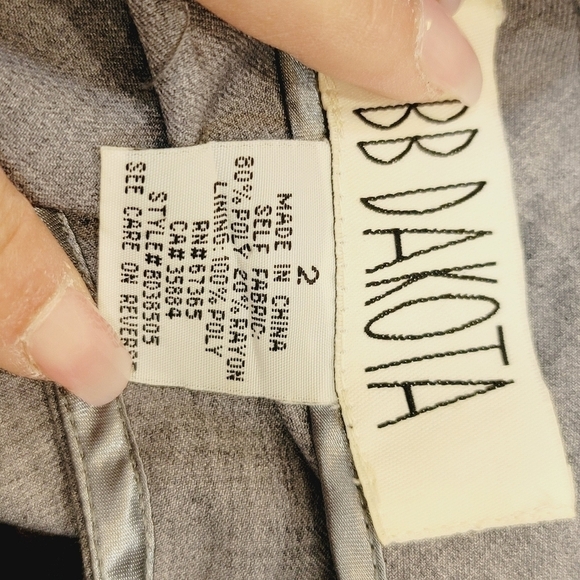 BB DAKOTA
2
MADE IN CHINA
SELF FABRIC:
80% POLY 20% RAYON
LINING: 100% POLY
RN#67365
CA#35884
STYLE#BD38505
SEE CARE ON REVERSE